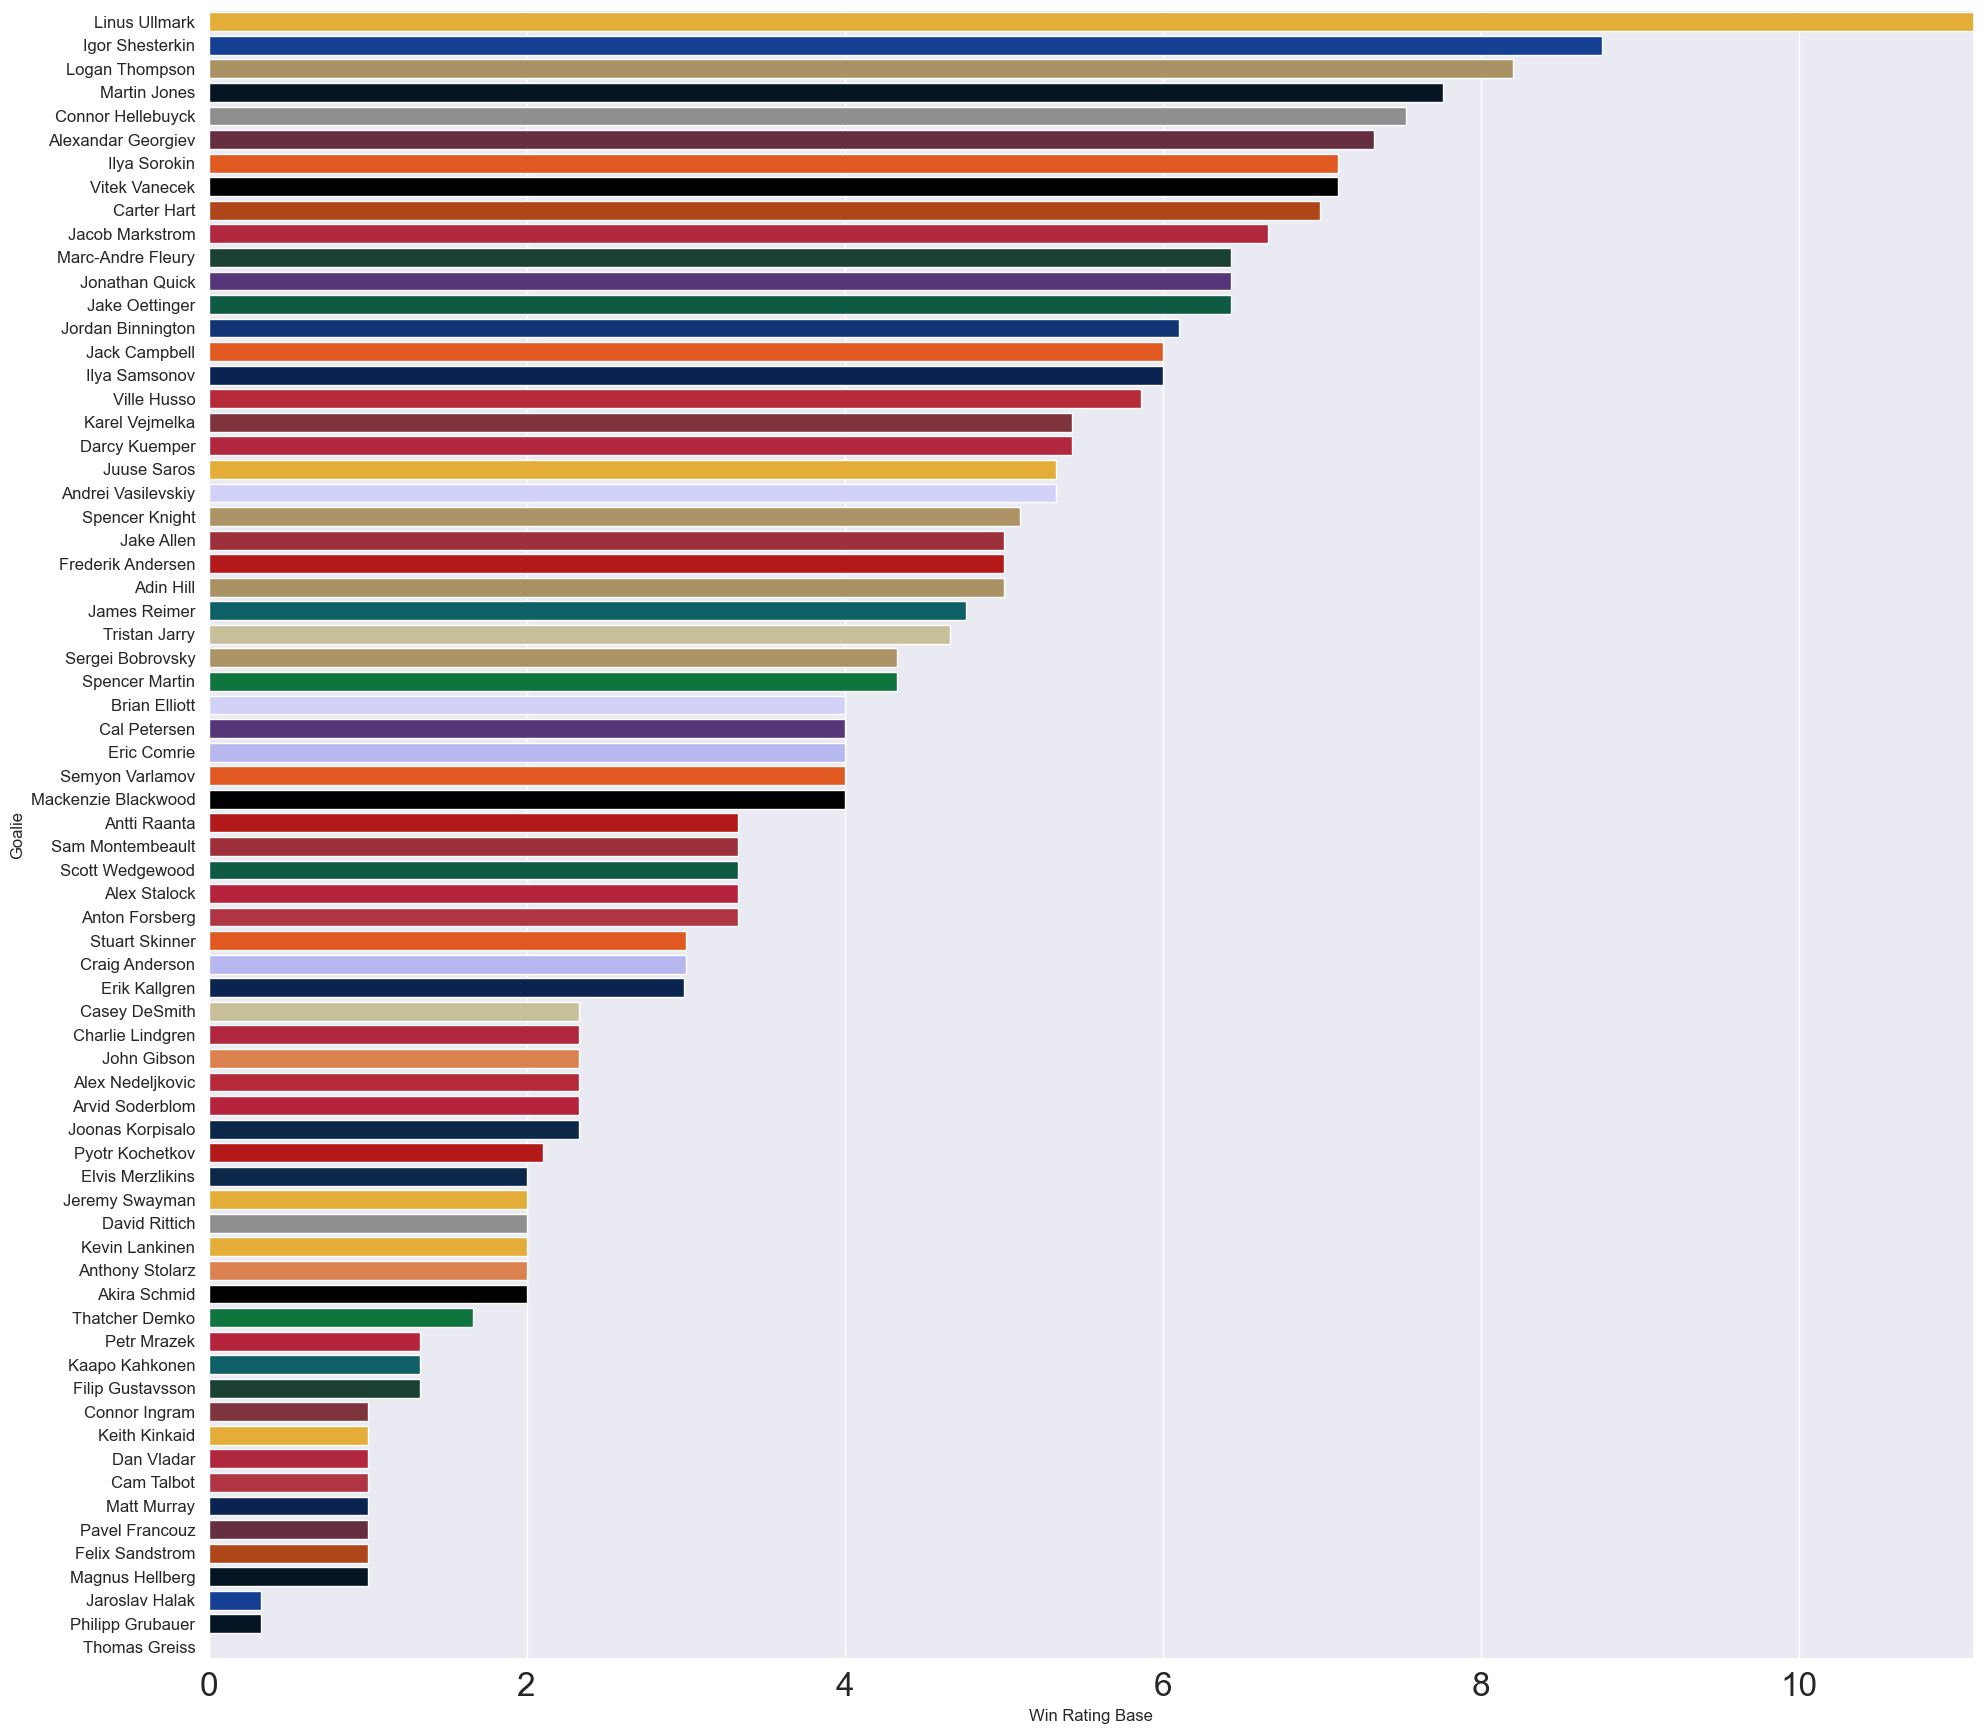 Linus Ullmark
Igor Shesterkin
Logan Thompson
Martin Jones
Connor Hellebuyck
Alexandar Georgiev
Ilya Sorokin
Vitek Vanecek
Carter Hart
Jacob Markstrom
Marc-Andre Fleury
Jonathan Quick
Jake Oettinger
Jordan Binnington
Jack Campbell
Ilya Samsonov
Ville Husso
Karel Vejmelka
Darcy Kuemper
Juuse Saros
Andrei Vasilevskiy
Spencer Knight
Jake Allen
Frederik Andersen
Adin Hill
James Reimer
Tristan Jarry
Sergei Bobrovsky
Spencer Martin
Brian Elliott
Cal Petersen
Eric Comrie
Semyon Varlamov
Mackenzie Blackwood
Antti Raanta
Sam Montembeault
Scott Wedgewood
Alex Stalock
Anton Forsberg
Stuart Skinner
Craig Anderson
Erik Kallgren
Casey DeSmith
Charlie Lindgren
John Gibson
Alex Nedeljkovic
Arvid Soderblom
Joonas Korpisalo
Pyotr Kochetkov
Elvis Merzlikins
Jeremy Swayman
David Rittich
Kevin Lankinen
Anthony Stolarz
Akira Schmid
Thatcher Demko
Petr Mrazek
Kaapo Kahkonen
Filip Gustavsson
Connor Ingram
Keith Kinkaid
Dan Vladar
Cam Talbot
Matt Murray
Pavel Francouz
Felix Sandstrom
Magnus Hellberg
Jaroslav Halak
Philipp Grubauer
Thomas Greiss
Goalie
0 2 4 6 8 10
Win Rating Base